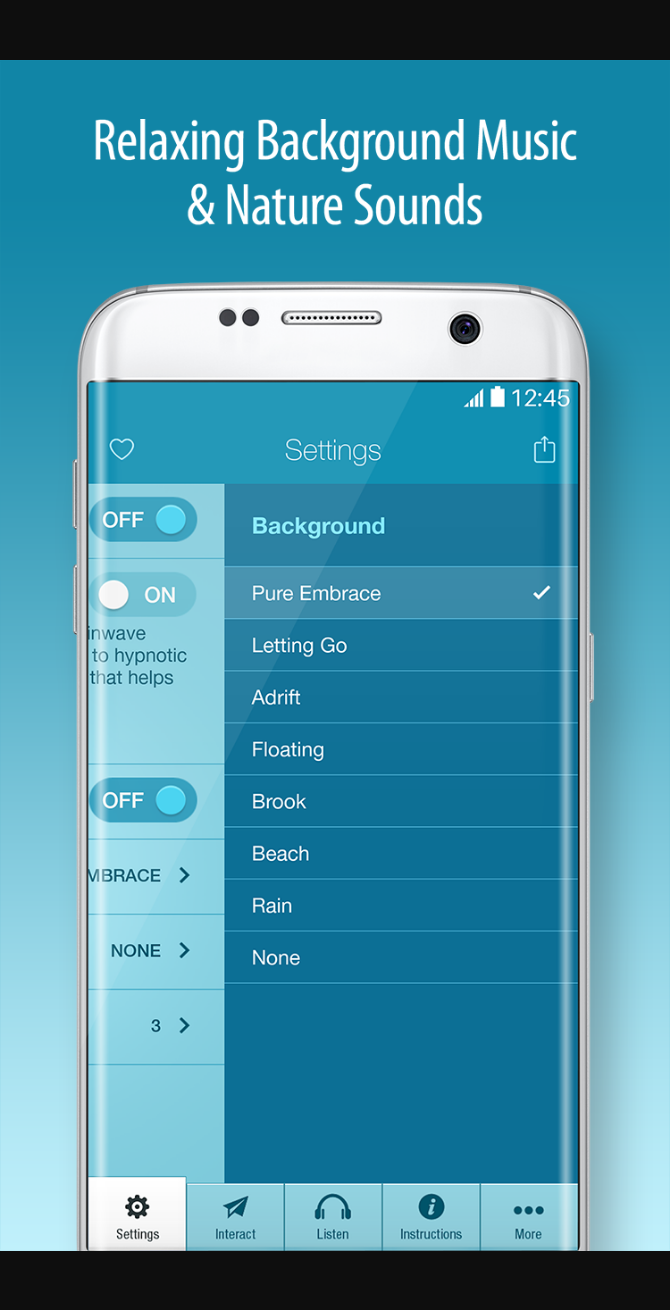 Relaxing Background Music
& Nature Sounds
12:45
Settings
OFF
ON
inwave
to hypnotic
that helps
OFF
MBRACE
NONE
3
Background
Pure Embrace
Letting Go
Adrift
Floating
Brook
Beach
Rain
None
Settings
Interact
Listen
Instructions
More